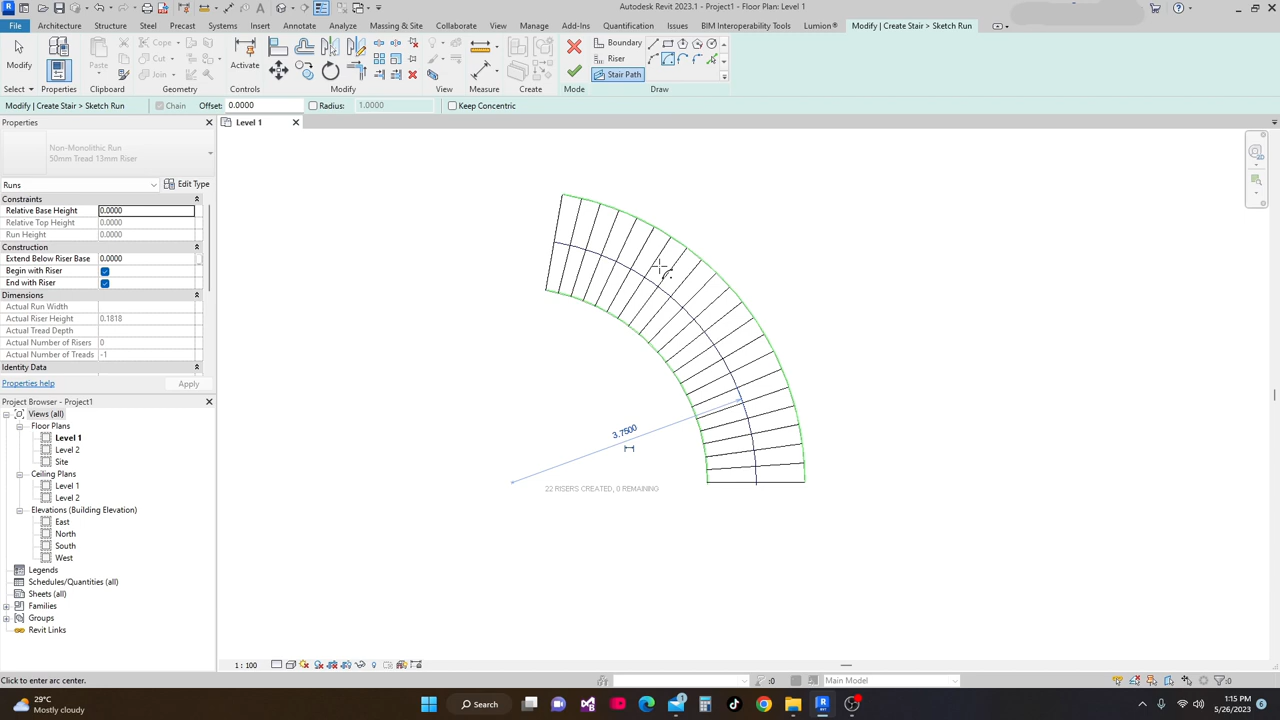 Autodesk Revit 2023.1 - Project1 - Floor Plan: Level 1
File Architecture Structure Steel Precast Systems Insert Annotate Analyze Massing & Site Collaborate View Manage Add-Ins Quantification Issues BFI Interoperability Tools Lumion® Modify | Create Stair > Sketch Run
Modify Paste Cope Cut Join Activate Boundary Riser Stair Path
Select Properties Clipboard Geometry Controls Modify View Measure Create Mode Draw
Modify | Create Stair > Sketch Run Chain Offset: 0.0000 Radius: 1.0000 Keep Concentric
Properties
Level 1
Non-Monolithic Run
50mm Tread 13mm Riser
Runs Edit Type
Constraints
Relative Base Height 0.0000
Relative Top Height 0.0000
Run Height 0.0000
Construction
Extend Below Riser Base 0.0000
Begin with Riser
End with Riser
Dimensions
Actual Run Width
Actual Riser Height 0.1818
Actual Tread Depth
Actual Number of Risers 0
Actual Number of Treads -1
Identity Data
Properties help Apply
Project Browser - Project1
Views (all)
Floor Plans
Level 1
Level 2
Site
Ceiling Plans
Level 1
Level 2
Elevations (Building Elevation)
East
North
South
West
Legends
Schedules/Quantities (all)
Sheets (all)
Families
Groups
Revit Links
3.7500
22 RISERS CREATED, 0 REMAINING
1 : 100
Click to enter arc center.
:0 Main Model :0
29°C
Mostly cloudy
Search
1:15 PM
5/26/2023